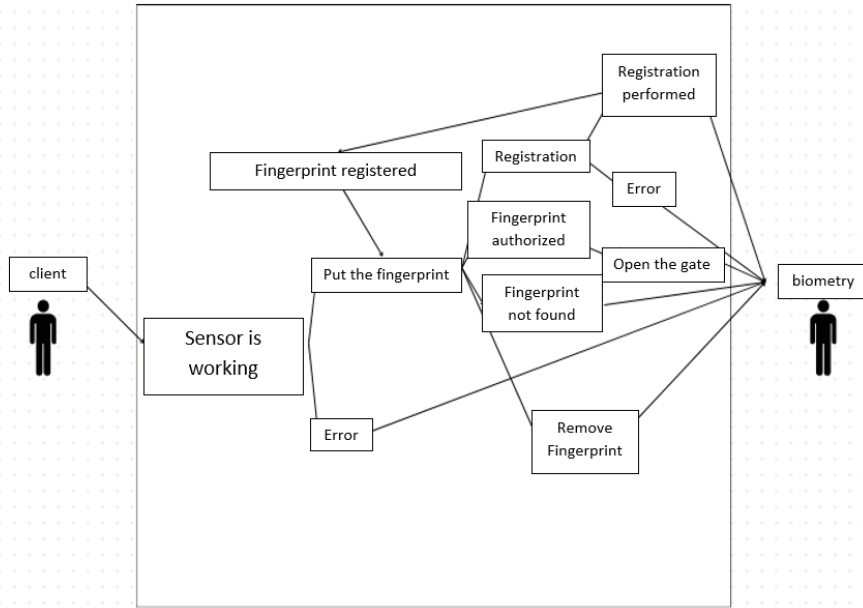 Registration
performed
Registration
Fingerprint registered
Error
Fingerprint
authorized
client
Put the fingerprint
Open the gate
biometry
Fingerprint
not found
Sensor is
working
Error
Remove
Fingerprint